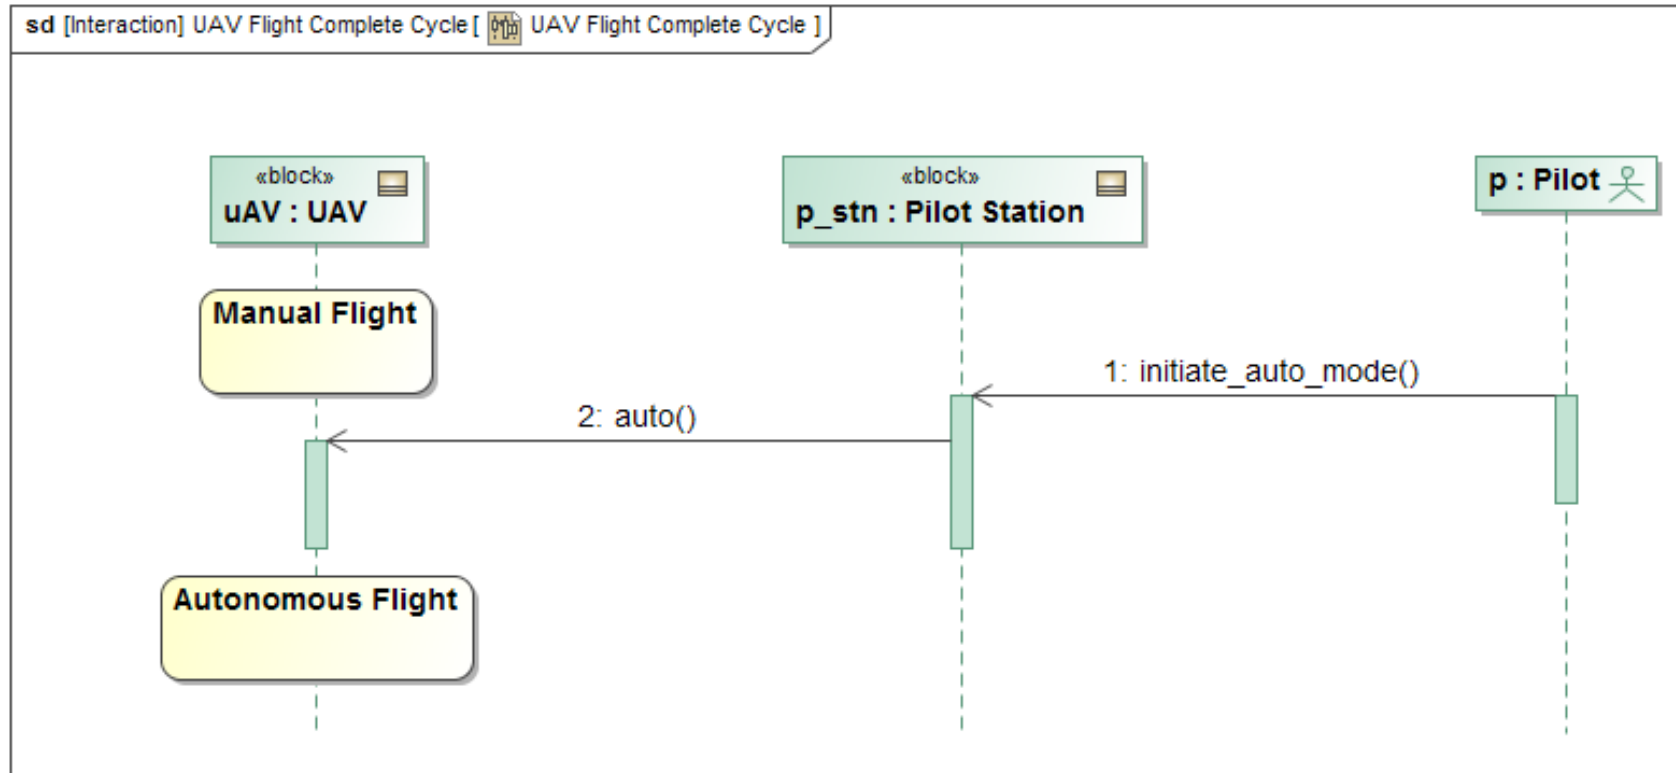 sd [Interaction] UAV Flight Complete Cycle [ UAV Flight Complete Cycle ]
«block»
uAV : UAV
«block»
p_stn : Pilot Station
p : Pilot
Manual Flight
1: initiate_auto_mode()
2: auto()
Autonomous Flight